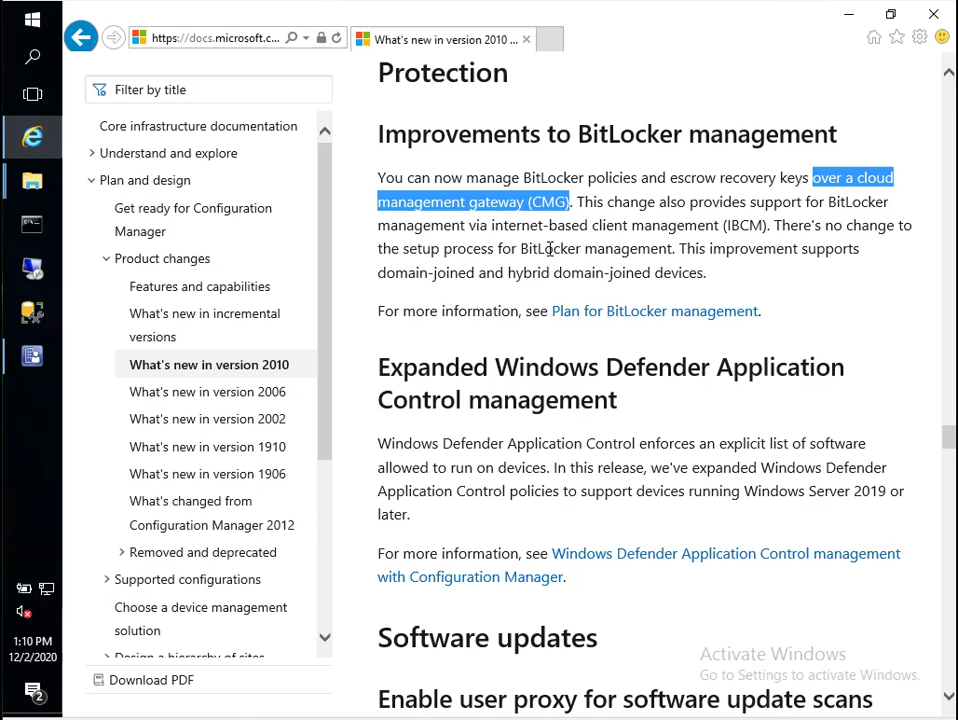 https://docs.microsoft.c...
What's new in version 2010 ...
Filter by title
Core infrastructure documentation
Understand and explore
Plan and design
Get ready for Configuration
Manager
Product changes
Features and capabilities
What's new in incremental
versions
What's new in version 2010
What's new in version 2006
What's new in version 2002
What's new in version 1910
What's new in version 1906
What's changed from
Configuration Manager 2012
Removed and deprecated
Supported configurations
Choose a device management
solution
Design a hierarchy of sites
Download PDF
Protection
Improvements to BitLocker management
You can now manage BitLocker policies and escrow recovery keys over a cloud
management gateway (CMG). This change also provides support for BitLocker
management via internet-based client management (IBCM). There's no change to
the setup process for BitLocker management. This improvement supports
domain-joined and hybrid domain-joined devices.
For more information, see Plan for BitLocker management.
Expanded Windows Defender Application
Control management
Windows Defender Application Control enforces an explicit list of software
allowed to run on devices. In this release, we've expanded Windows Defender
Application Control policies to support devices running Windows Server 2019 or
later.
For more information, see Windows Defender Application Control management
with Configuration Manager.
Software updates
Enable user proxy for software update scans
Activate Windows
Go to Settings to activate Windows.
1:10 PM
12/2/2020
2